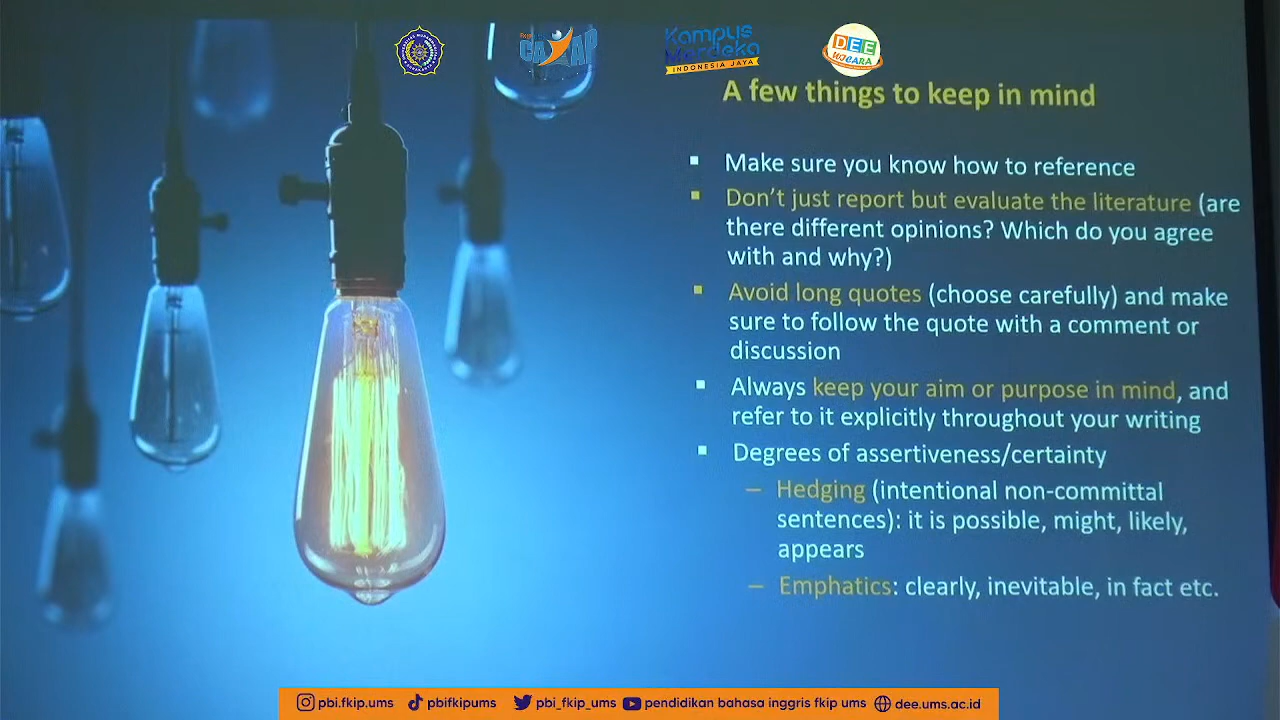 Kampus
Merdeka
INDONESIA JAYA
DEE
WICARA
A few things to keep in mind
▪ Make sure you know how to reference
▪ Don't just report but evaluate the literature (are
there different opinions? Which do you agree
with and why?)
▪ Avoid long quotes (choose carefully) and make
sure to follow the quote with a comment or
discussion
▪ Always keep your aim or purpose in mind, and
refer to it explicitly throughout your writing
▪ Degrees of assertiveness/certainty
– Hedging (intentional non-committal
sentences): it is possible, might, likely,
appears
– Emphatics: clearly, inevitable, in fact etc.
pbi.fkip.ums pbifkipums pbi_fkip_ums pendidikan bahasa inggris fkip ums dee.ums.ac.id